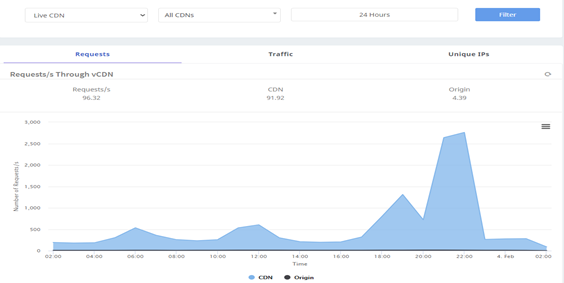 Live CDN
All CDNs
24 Hours
Filter
Requests
Traffic
Unique IPs
Requests/s Through vCDN
Requests/s
CDN
Origin
96.32
91.92
4.39
3,000
2,500
2,000
1,500
1,000
500
0
Number of Requests/s
02:00
04:00
06:00
08:00
10:00
12:00
14:00
16:00
18:00
20:00
22:00
4. Feb
02:00
Time
CDN
Origin